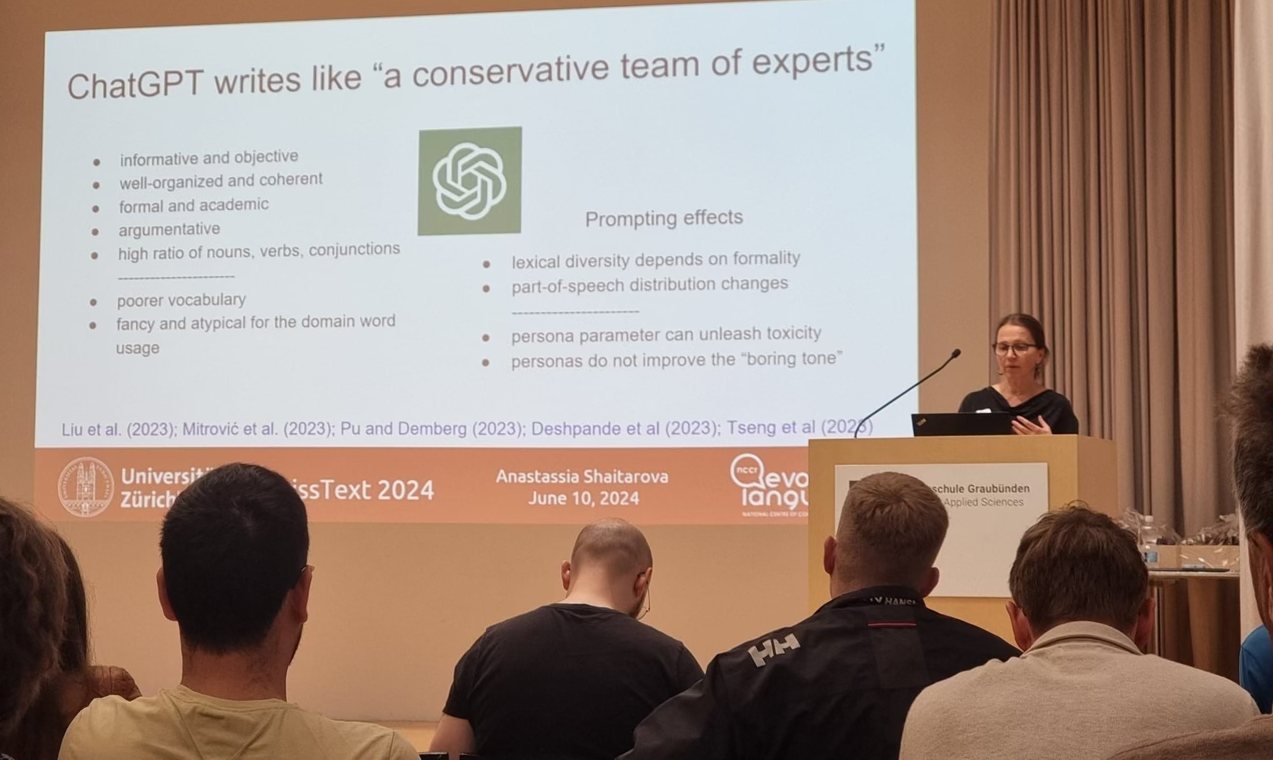 ChatGPT writes like “a conservative team of experts”
informative and objective
well-organized and coherent
formal and academic
argumentative
high ratio of nouns, verbs, conjunctions
----------------------
poorer vocabulary
fancy and atypical for the domain word
usage
Prompting effects
lexical diversity depends on formality
part-of-speech distribution changes
----------------------
persona parameter can unleash toxicity
personas do not improve the “boring tone”
Liu et al. (2023); Mitrović et al. (2023); Pu and Demberg (2023); Deshpande et al (2023); Tseng et al (2023)
Zürich
2024
Anastassia Shaitarova
June 10, 2024
nccr
NATIONAL
Graubünden
Applied Sciences
HH